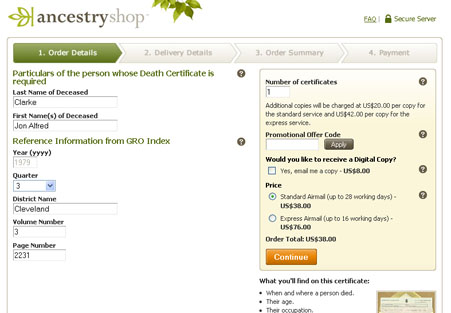 ancestryshop
FAQ | Secure Server
1. Order Details
2. Delivery Details
3. Order Summary
4. Payment
Particulars of the person whose Death Certificate is
required
Last Name of Deceased
Clarke
First Name(s) of Deceased
Jon Alfred
Reference Information from GRO Index
Year (yyyy)
1979
Quarter
3
District Name
Cleveland
Volume Number
3
Page Number
2231
Number of certificates
1
Additional copies will be charged at US$20.00 per copy for
the standard service and US$42.00 per copy for the
express service.
Promotional Offer Code
Apply
Would you like to receive a Digital Copy?
Yes, email me a copy - US$8.00
Price
Standard Airmail (up to 28 working days) -
US$38.00
Express Airmail (up to 16 working days) -
US$76.00
Order Total: US$38.00
Continue
What you'll find on this certificate:
• When and where a person died.
• Their age.
• Their occupation.